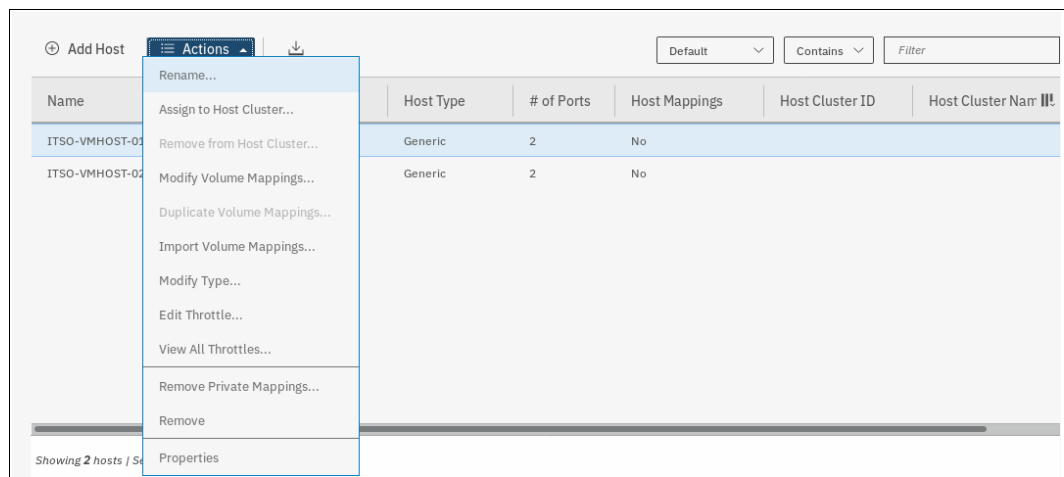 Add Host Actions Default Contains Filter
Rename...
Name Host Type # of Ports Host Mappings Host Cluster ID Host Cluster Nam
Assign to Host Cluster...
ITSO-VMHOST-01 Generic 2 No
Remove from Host Cluster...
ITSO-VMHOST-02 Generic 2 No
Modify Volume Mappings...
Duplicate Volume Mappings...
Import Volume Mappings...
Modify Type...
Edit Throttle...
View All Throttles...
Remove Private Mappings...
Remove
Showing 2 hosts | Se
Properties